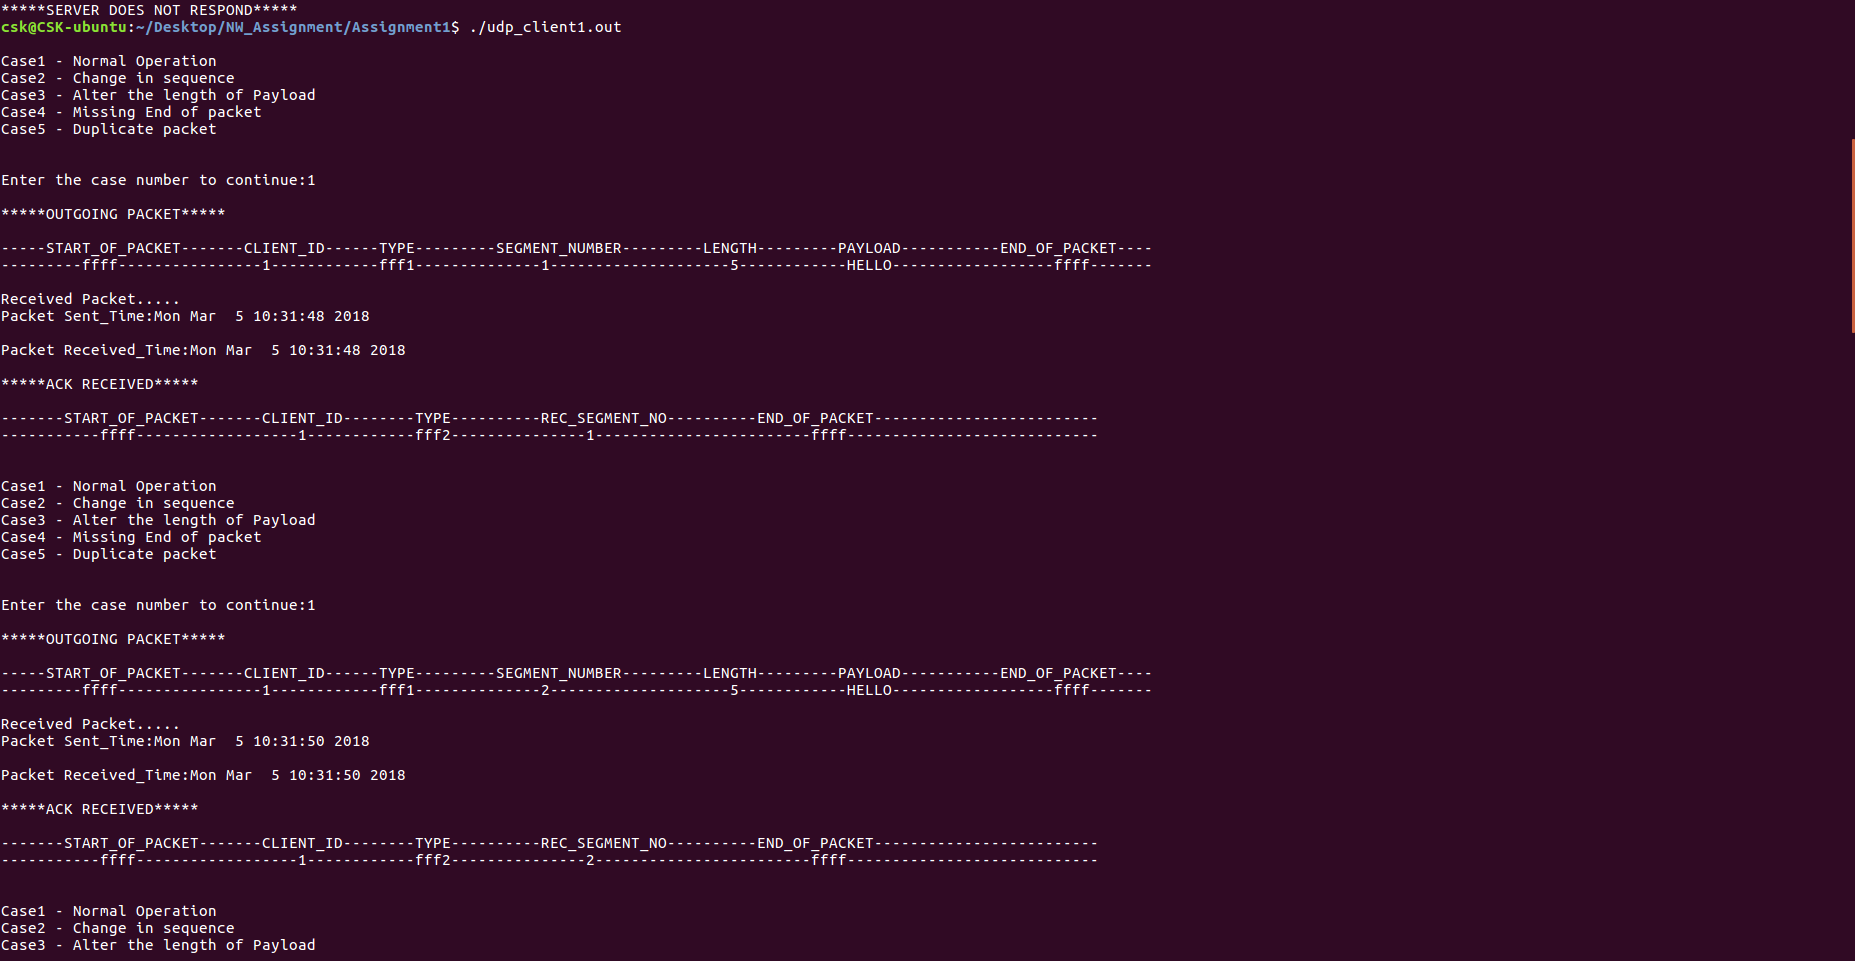 *****SERVER DOES NOT RESPOND*****
csk@CSK-ubuntu:~/Desktop/NW_Assignment/Assignment1$ ./udp_client1.out
Case1 - Normal Operation
Case2 - Change in sequence
Case3 - Alter the length of Payload
Case4 - Missing End of packet
Case5 - Duplicate packet
Enter the case number to continue:1
*****OUTGOING PACKET*****
-----START_OF_PACKET-------CLIENT_ID------TYPE---------SEGMENT_NUMBER---------LENGTH---------PAYLOAD-----------END_OF_PACKET----
---------ffff----------------1------------fff1--------------1--------------------5------------HELLO------------------ffff-------
Received Packet.....
Packet Sent_Time:Mon Mar  5 10:31:48 2018
Packet Received_Time:Mon Mar  5 10:31:48 2018
*****ACK RECEIVED*****
-------START_OF_PACKET-------CLIENT_ID--------TYPE----------REC_SEGMENT_NO----------END_OF_PACKET-------------------------
-----------ffff------------------1------------fff2---------------1------------------------ffff----------------------------
Case1 - Normal Operation
Case2 - Change in sequence
Case3 - Alter the length of Payload
Case4 - Missing End of packet
Case5 - Duplicate packet
Enter the case number to continue:1
*****OUTGOING PACKET*****
-----START_OF_PACKET-------CLIENT_ID------TYPE---------SEGMENT_NUMBER---------LENGTH---------PAYLOAD-----------END_OF_PACKET----
---------ffff----------------1------------fff1--------------2--------------------5------------HELLO------------------ffff-------
Received Packet.....
Packet Sent_Time:Mon Mar  5 10:31:50 2018
Packet Received_Time:Mon Mar  5 10:31:50 2018
*****ACK RECEIVED*****
-------START_OF_PACKET-------CLIENT_ID--------TYPE----------REC_SEGMENT_NO----------END_OF_PACKET-------------------------
-----------ffff------------------1------------fff2---------------2------------------------ffff----------------------------
Case1 - Normal Operation
Case2 - Change in sequence
Case3 - Alter the length of Payload